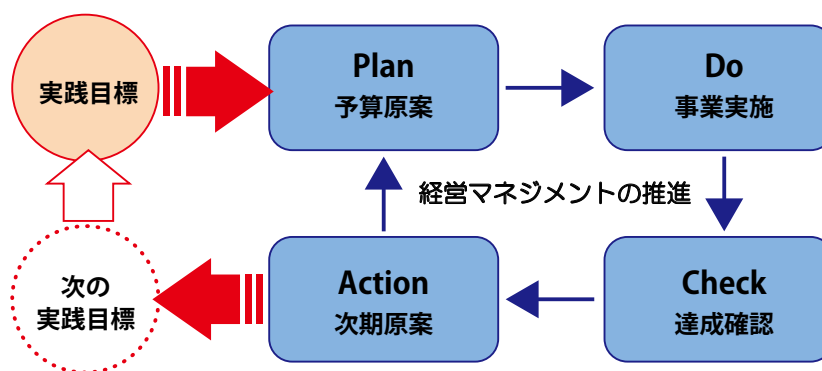 実践目標
Plan
予算原案
Do
事業実施
経営マネジメントの推進
次の
実践目標
Action
次期原案
Check
達成確認